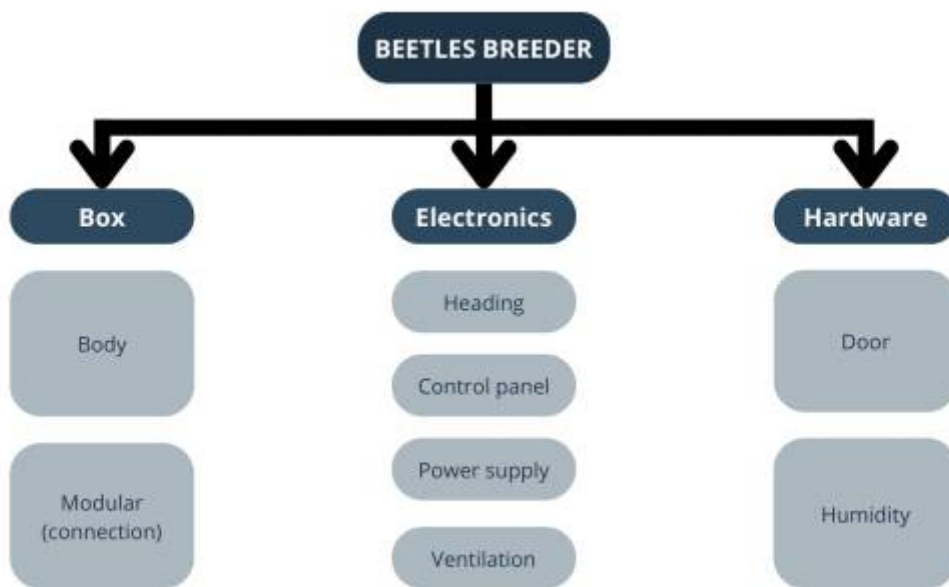 BEETLES BREEDER
Box
Electronics
Hardware
Body
Modular
(connection)
Heading
Control panel
Power supply
Ventilation
Door
Humidity